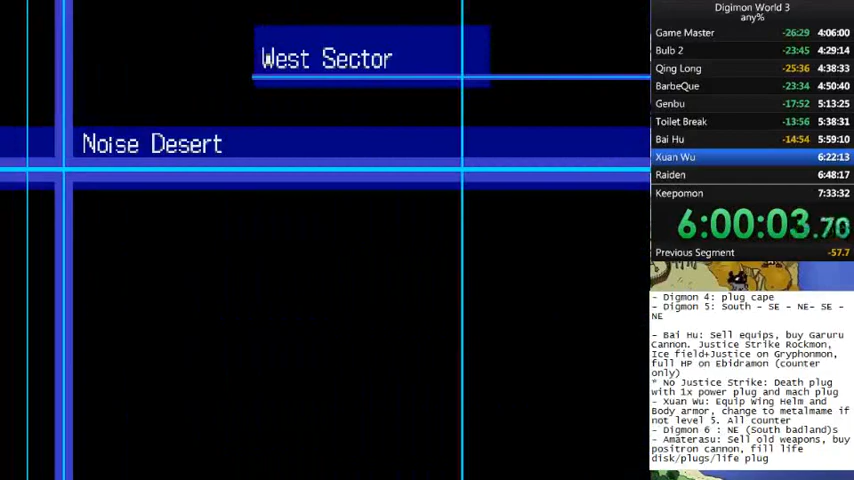 West Sector
Noise Desert
Digimon World 3
any%
Game Master -26:29 4:06:00
Bulb 2 -23:45 4:29:14
Qing Long -25:36 4:38:33
BarbeQue -23:34 4:50:40
Genbu -17:52 5:13:25
Toilet Break -13:56 5:38:31
Bai Hu -14:54 5:59:10
Xuan Wu 6:22:13
Raiden 6:48:17
Keepomon 7:33:32
6:00:03.70
Previous Segment -57.7
- Digmon 4: plug cape
- Digmon 5: South - SE - NE- SE -
NE
- Bai Hu: Sell equips, buy Garuru
Cannon. Justice Strike Rockmon,
Ice field+Justice on Gryphonmon,
full HP on Ebidramon (counter
only)
* No Justice Strike: Death plug
with 1x power plug and mach plug
- Xuan Wu: Equip Wing Helm and
Body armor, change to metalmame if
not level 5. All counter
- Digmon 6 : NE (South badland)s
- Amaterasu: Sell old weapons, buy
positron cannon, fill life
disk/plugs/life plug